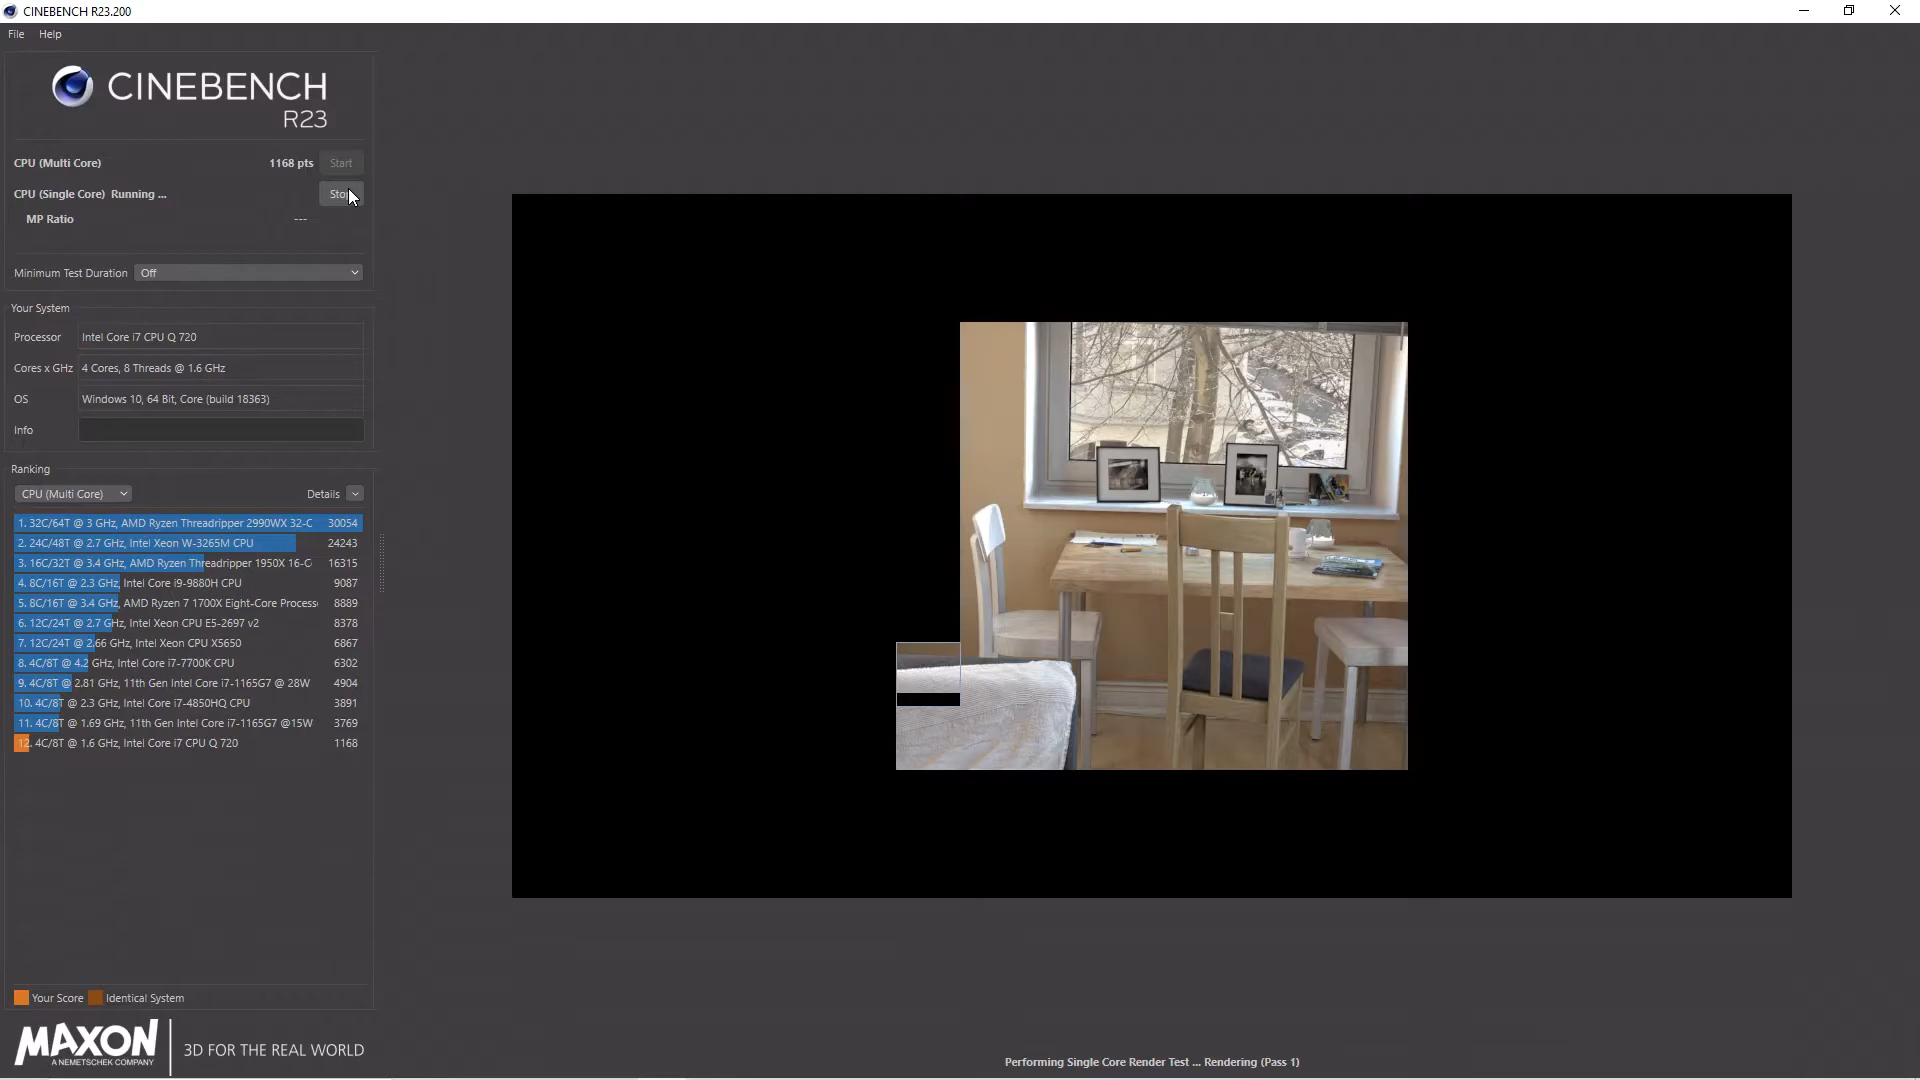 CINEBENCH R23.200
File Help
CINEBENCH
R23
CPU (Multi Core) 1168 pts Start
CPU (Single Core) Running ... Stop
MP Ratio ---
Minimum Test Duration Off
Your System
Processor Intel Core i7 CPU Q 720
Cores x GHz 4 Cores, 8 Threads @ 1.6 GHz
OS Windows 10, 64 Bit, Core (build 18363)
Info
Ranking
CPU (Multi Core) Details
1. 32C/64T @ 3 GHz, AMD Ryzen Threadripper 2990WX 32-C 30054
2. 24C/48T @ 2.7 GHz, Intel Xeon W-3265M CPU 24243
3. 16C/32T @ 3.4 GHz, AMD Ryzen Threadripper 1950X 16-C 16315
4. 8C/16T @ 2.3 GHz, Intel Core i9-9880H CPU 9087
5. 8C/16T @ 3.4 GHz, AMD Ryzen 7 1700X Eight-Core Process 8889
6. 12C/24T @ 2.7 GHz, Intel Xeon CPU E5-2697 v2 8378
7. 12C/24T @ 2.66 GHz, Intel Xeon CPU X5650 6867
8. 4C/8T @ 4.2 GHz, Intel Core i7-7700K CPU 6302
9. 4C/8T @ 2.81 GHz, 11th Gen Intel Core i7-1165G7 @ 28W 4904
10. 4C/8T @ 2.3 GHz, Intel Core i7-4850HQ CPU 3891
11. 4C/8T @ 1.69 GHz, 11th Gen Intel Core i7-1165G7 @15W 3769
12. 4C/8T @ 1.6 GHz, Intel Core i7 CPU Q 720 1168
Your Score Identical System
MAXON
A NEMETSCHEK COMPANY
3D FOR THE REAL WORLD
Performing Single Core Render Test ... Rendering (Pass 1)